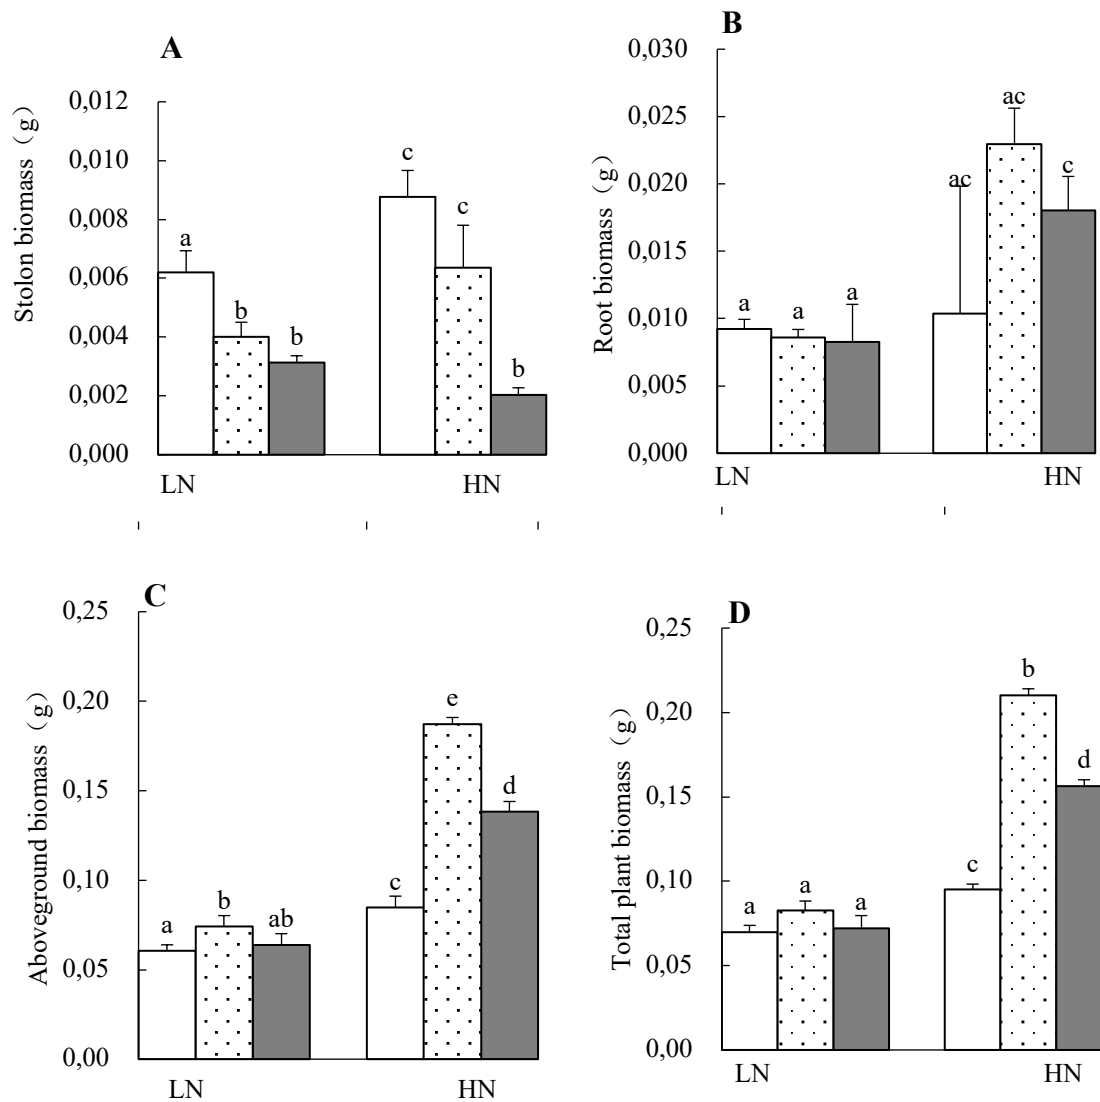 A
Stolon biomass（g）
0,012
0,010
0,008
0,006
0,004
0,002
0,000
a
b
b
c
c
b
LN
HN
B
Root biomass（g）
0,030
0,025
0,020
0,015
0,010
0,005
0,000
a
a
a
ac
ac
c
LN
HN
C
Aboveground biomass（g）
0,25
0,20
0,15
0,10
0,05
0,00
a
b
ab
c
e
d
LN
HN
D
Total plant biomass（g）
0,25
0,20
0,15
0,10
0,05
0,00
a
a
a
c
b
d
LN
HN